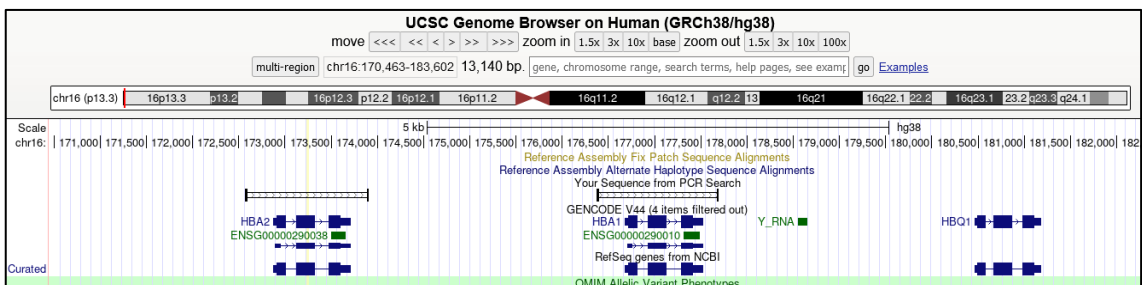 UCSC Genome Browser on Human (GRCh38/hg38)
move <<< << < > >> >>> zoom in 1.5x 3x 10x base zoom out 1.5x 3x 10x 100x
multi-region chr16:170,463-183,602 13,140 bp. gene, chromosome range, search terms, help pages, see examp go Examples
chr16 (p13.3) 16p13.3 p13.2 16p12.3 p12.2 16p12.1 16p11.2 16q11.2 16q12.1 q12.2 13 16q21 16q22.1 22.2 16q23.1 23.2 q23.3 q24.1
Scale 5 kb hg38
chr16: 171,000 171,500 172,000 172,500 173,000 173,500 174,000 174,500 175,000 175,500 176,000 176,500 177,000 177,500 178,000 178,500 179,000 179,500 180,000 180,500 181,000 181,500 182,000 182
Reference Assembly Fix Patch Sequence Alignments
Reference Assembly Alternate Haplotype Sequence Alignments
Your Sequence from PCR Search
GENCODE V44 (4 items filtered out)
HBA2 HBA1 Y_RNA HBQ1
ENSG00000290038 ENSG00000290010
RefSeq genes from NCBI
Curated
OMIM Allelic Variant Phenotypes